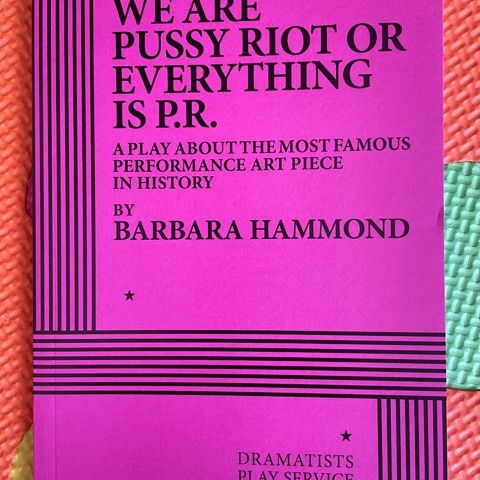 WE ARE
PUSSY RIOT OR
EVERYTHING
IS P.R.
A PLAY ABOUT THE MOST FAMOUS
PERFORMANCE ART PIECE
IN HISTORY
BY
BARBARA HAMMOND
DRAMATISTS
PLAY SERVICE